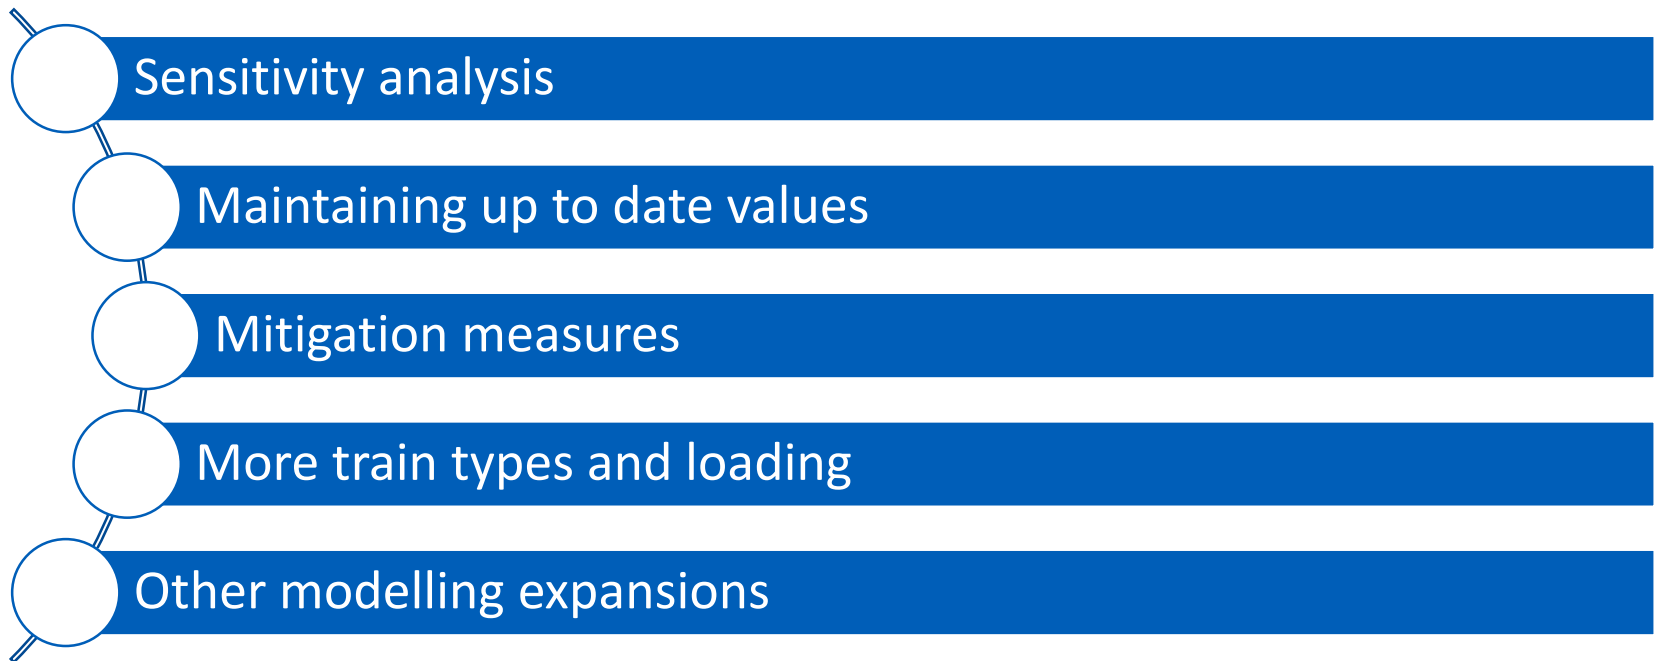 Sensitivity analysis
Maintaining up to date values
Mitigation measures
More train types and loading
Other modelling expansions